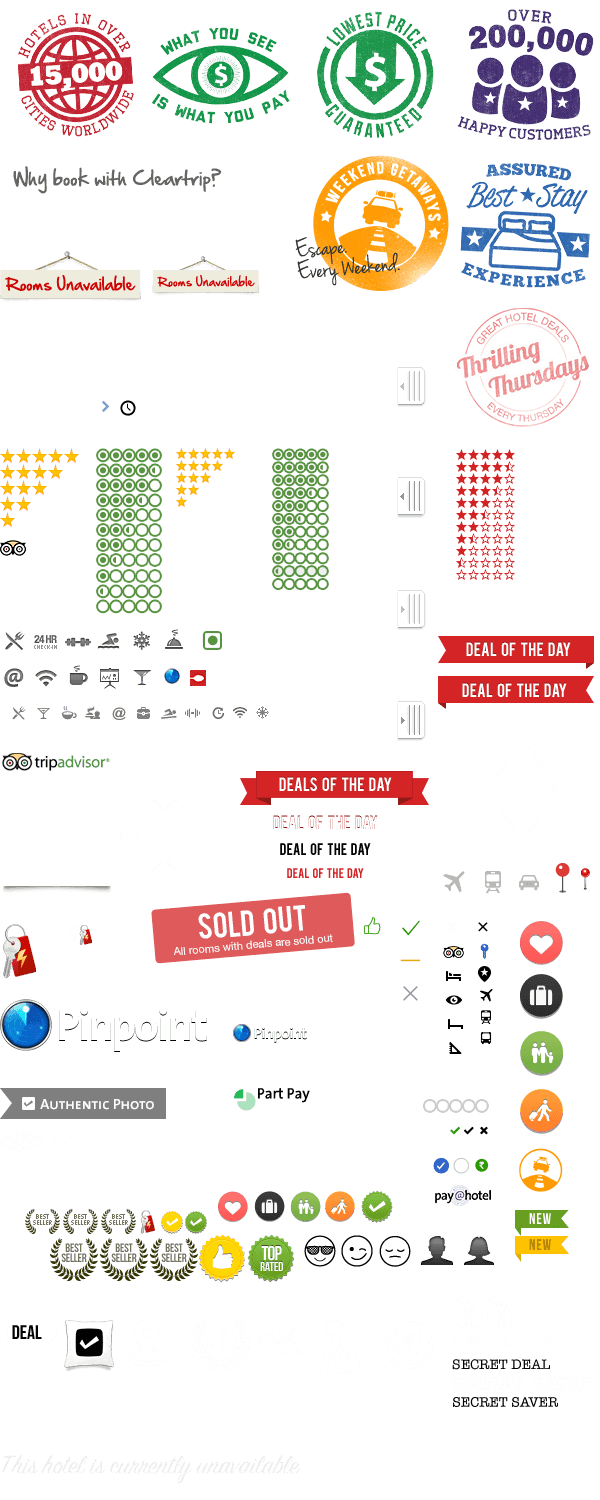 HOTELS IN OVER
15,000
CITIES WORLDWIDE
WHAT YOU SEE
$
IS WHAT YOU PAY
LOWEST PRICE
$
GUARANTEED
OVER
200,000
HAPPY CUSTOMERS
Why book with Cleartrip?
WEEKEND GETAWAYS
Escape.
Every Weekend.
ASSURED
Best Stay
EXPERIENCE
Rooms Unavailable
Rooms Unavailable
GREAT HOTEL DEALS
Thrilling
Thursdays
EVERY THURSDAY
24 HR
CHECK-IN
@
@
DEAL OF THE DAY
DEAL OF THE DAY
tripadvisor®
DEALS OF THE DAY
DEAL OF THE DAY
DEAL OF THE DAY
DEAL OF THE DAY
SOLD OUT
All rooms with deals are sold out
Pinpoint
Pinpoint
AUTHENTIC PHOTO
Part Pay
₹
pay@hotel
BEST
SELLER
BEST
SELLER
BEST
SELLER
NEW
NEW
BEST
SELLER
BEST
SELLER
BEST
SELLER
TOP
RATED
DEAL
SECRET DEAL
SECRET SAVER
This hotel is currently unavailable.